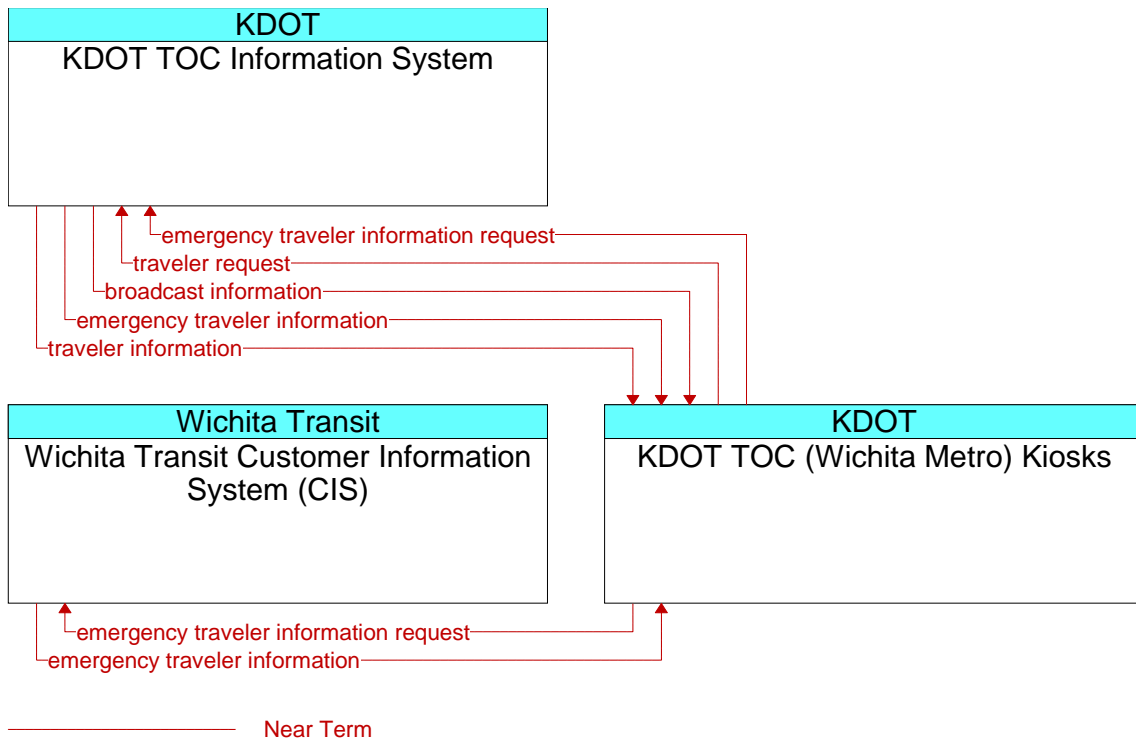 KDOT
KDOT TOC Information System
emergency traveler information request
traveler request
broadcast information
emergency traveler information
traveler information
Wichita Transit
Wichita Transit Customer Information
System (CIS)
KDOT
KDOT TOC (Wichita Metro) Kiosks
emergency traveler information request
emergency traveler information
Near Term